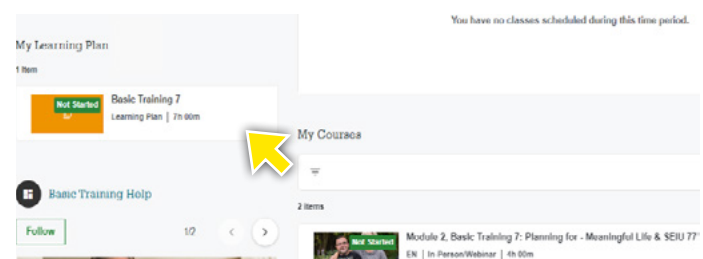 You have no classes scheduled during this time period.
My Learning Plan
1 Item
Not Started
Basic Training 7
Learning Plan | 7h 00m
My Courses
Basic Training Help
2 items
Follow
1/2
Not Started
Module 2, Basic Training 7: Planning for - Meaningful Life & SEIU 77
EN | In Person/Webinar | 4h 00m